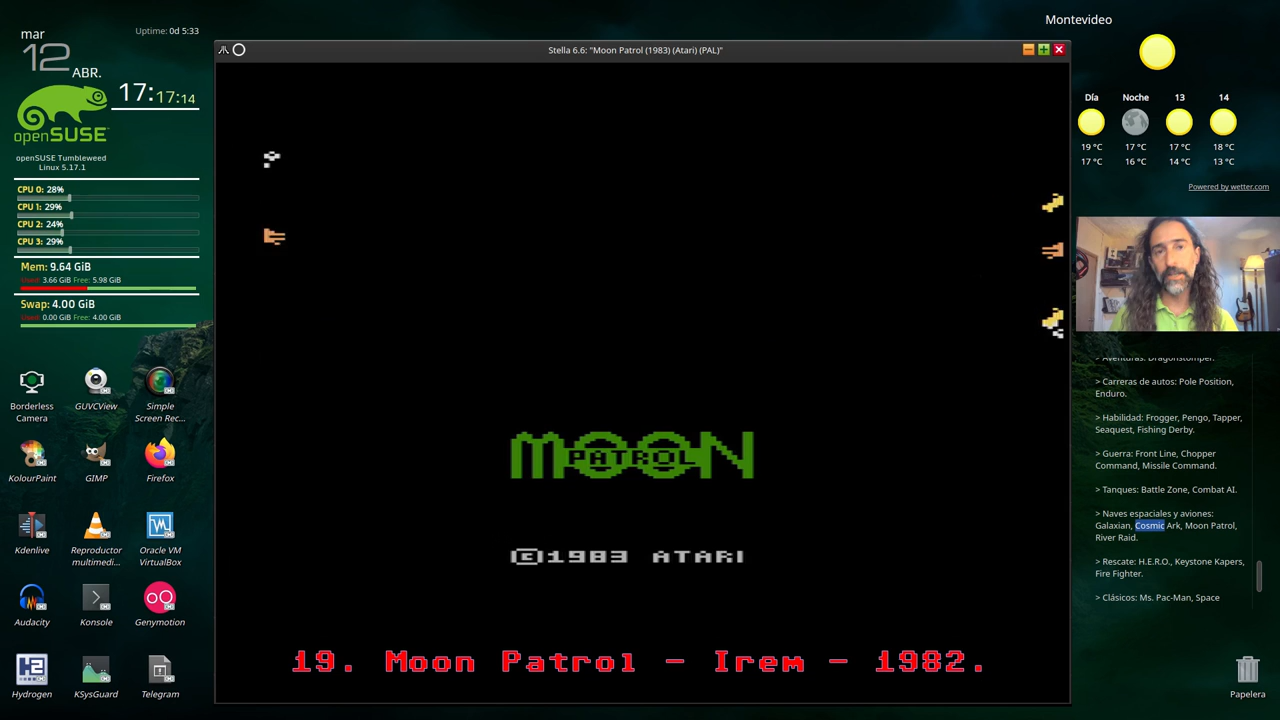 mar
12
ABR.
Uptime: 0d 5:33
17:17:14
openSUSE
openSUSE Tumbleweed
Linux 5.17.1
CPU 0: 28%
CPU 1: 29%
CPU 2: 24%
CPU 3: 29%
Mem: 9.64 GiB
Used: 3.66 GiB Free: 5.98 GiB
Swap: 4.00 GiB
Used: 0.00 GiB Free: 4.00 GiB
Borderless
Camera
GUVCView
Simple
Screen Rec...
KolourPaint
GIMP
Firefox
Kdenlive
Reproductor
multimedi...
Oracle VM
VirtualBox
Audacity
Konsole
Genymotion
Hydrogen
KSysGuard
Telegram
Stella 6.6: "Moon Patrol (1983) (Atari) (PAL)"
MOON
PATROL
©1983 ATARI
19. Moon Patrol - Irem - 1982.
Montevideo
Día Noche 13 14
19 °C 17 °C 17 °C 18 °C
17 °C 16 °C 14 °C 13 °C
Powered by wetter.com
> Aventuras: Dragonstomper.
> Carreras de autos: Pole Position,
Enduro.
> Habilidad: Frogger, Pengo, Tapper,
Seaquest, Fishing Derby.
> Guerra: Front Line, Chopper
Command, Missile Command.
> Tanques: Battle Zone, Combat AI.
> Naves espaciales y aviones:
Galaxian, Cosmic Ark, Moon Patrol,
River Raid.
> Rescate: H.E.R.O., Keystone Kapers,
Fire Fighter.
> Clásicos: Ms. Pac-Man, Space
Papelera